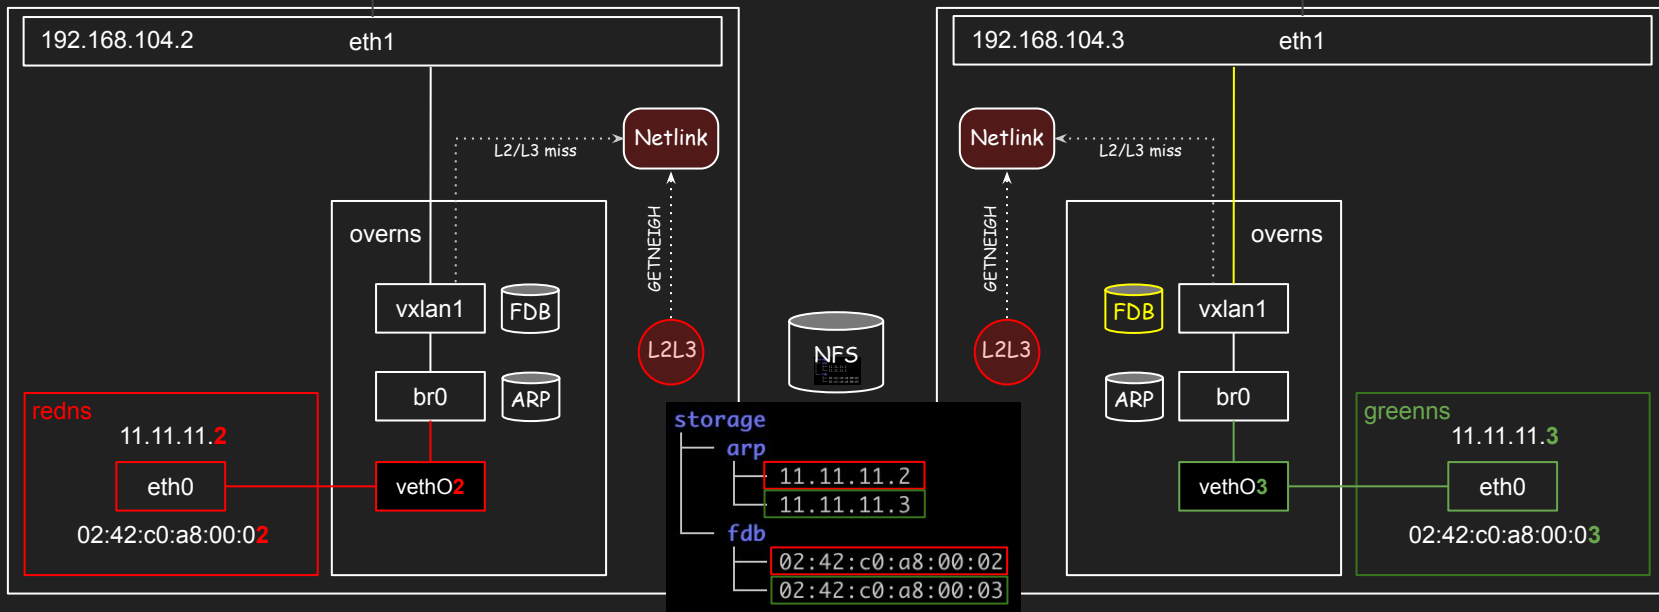 192.168.104.2 eth1
Netlink
L2/L3 miss
GETNEIGH
overns
vxlan1
FDB
L2L3
br0
ARP
redns
11.11.11.2
eth0
vethO2
02:42:c0:a8:00:02
NFS
storage
arp
11.11.11.2
11.11.11.3
fdb
02:42:c0:a8:00:02
02:42:c0:a8:00:03
192.168.104.3 eth1
Netlink
L2/L3 miss
GETNEIGH
overns
FDB
vxlan1
L2L3
ARP
br0
greenns
11.11.11.3
vethO3
eth0
02:42:c0:a8:00:03